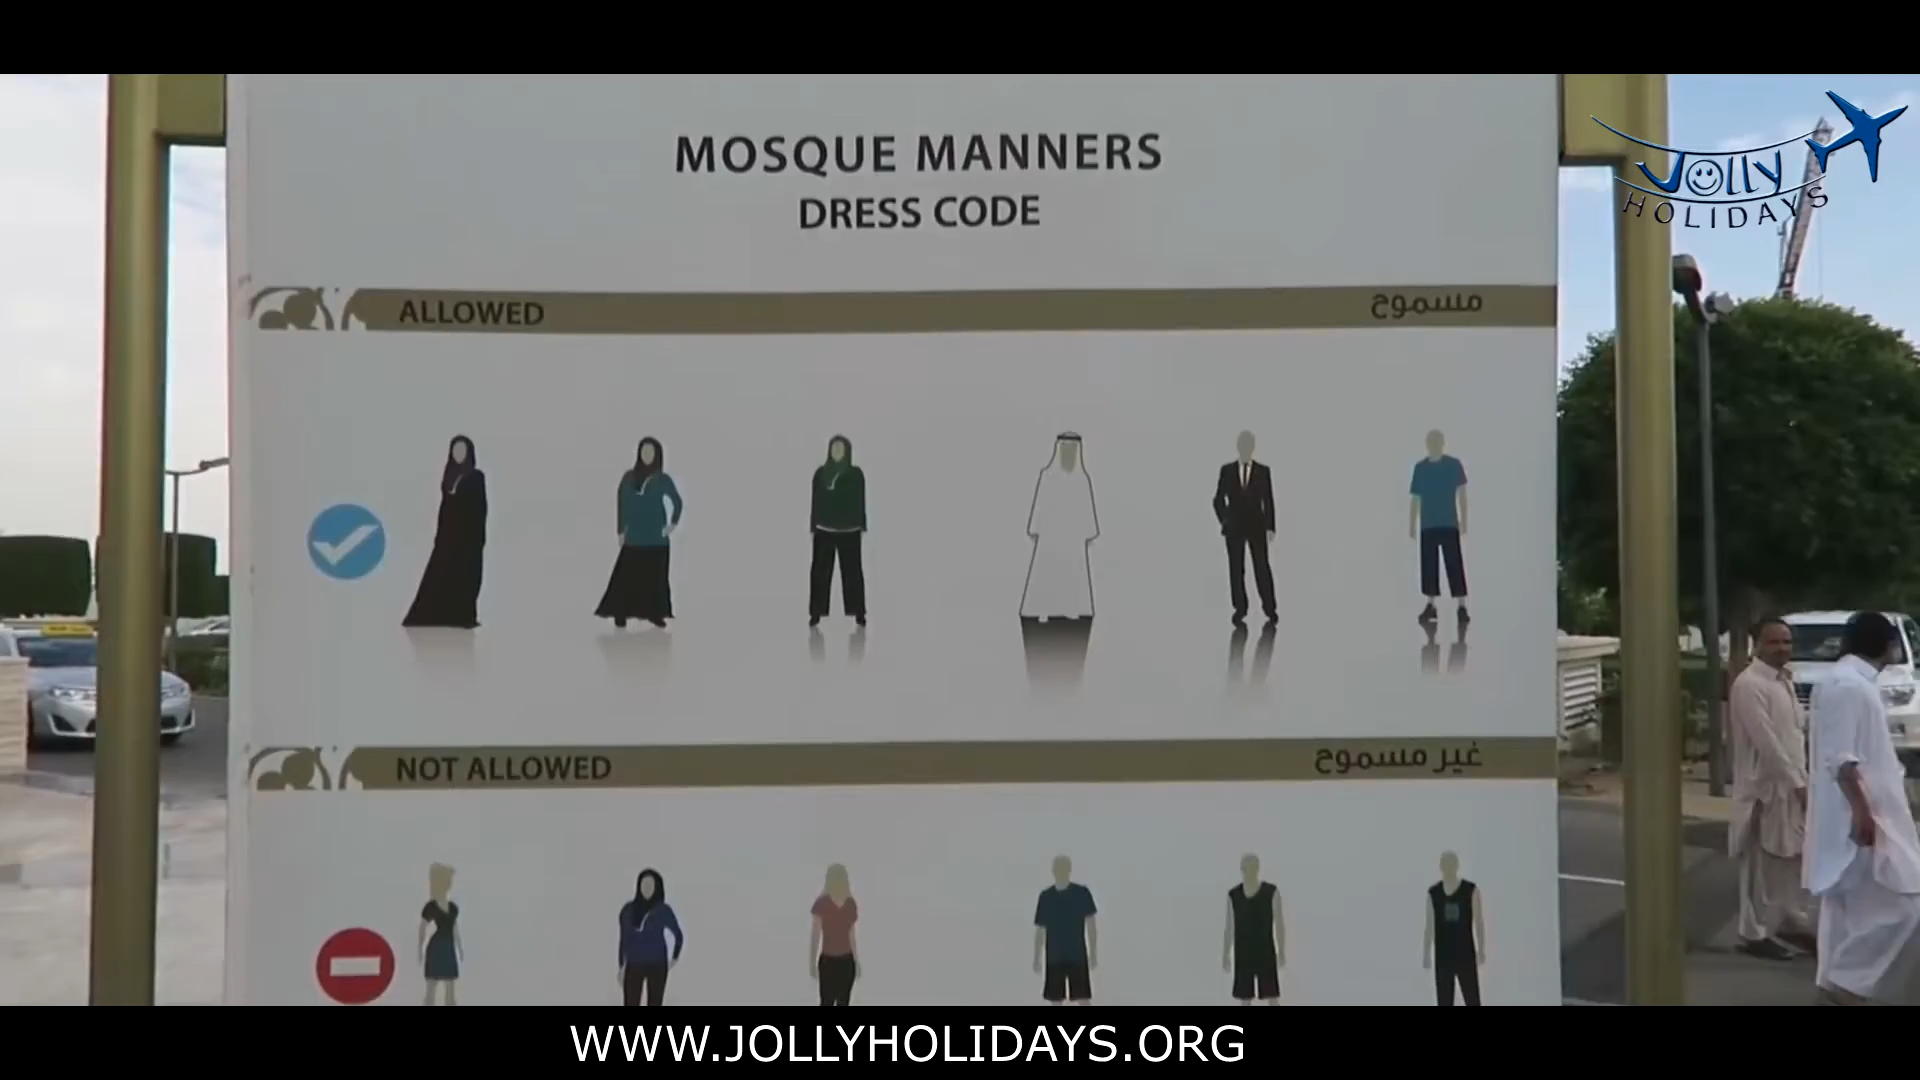 MOSQUE MANNERS
DRESS CODE
JOLLY
HOLIDAYS
ALLOWED
مسموح
NOT ALLOWED
غير مسموح
WWW.JOLLYHOLIDAYS.ORG